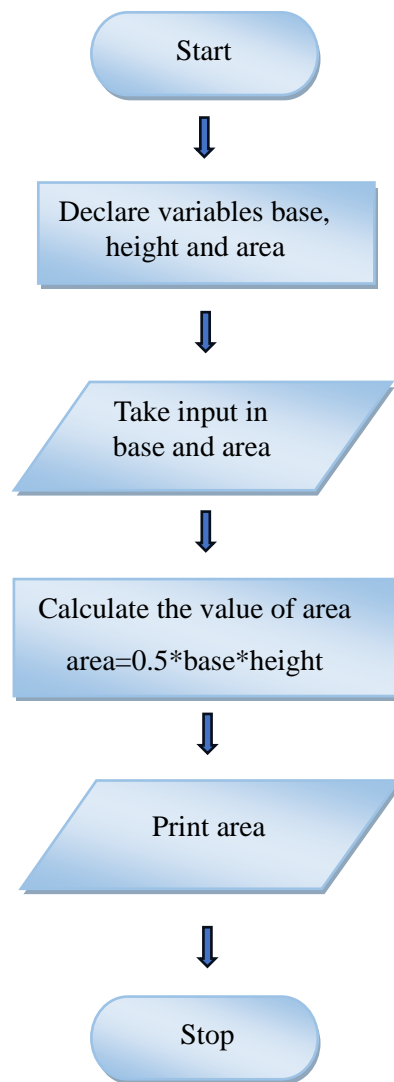 Start
Declare variables base,
height and area
Take input in
base and area
Calculate the value of area
area=0.5*base*height
Print area
Stop